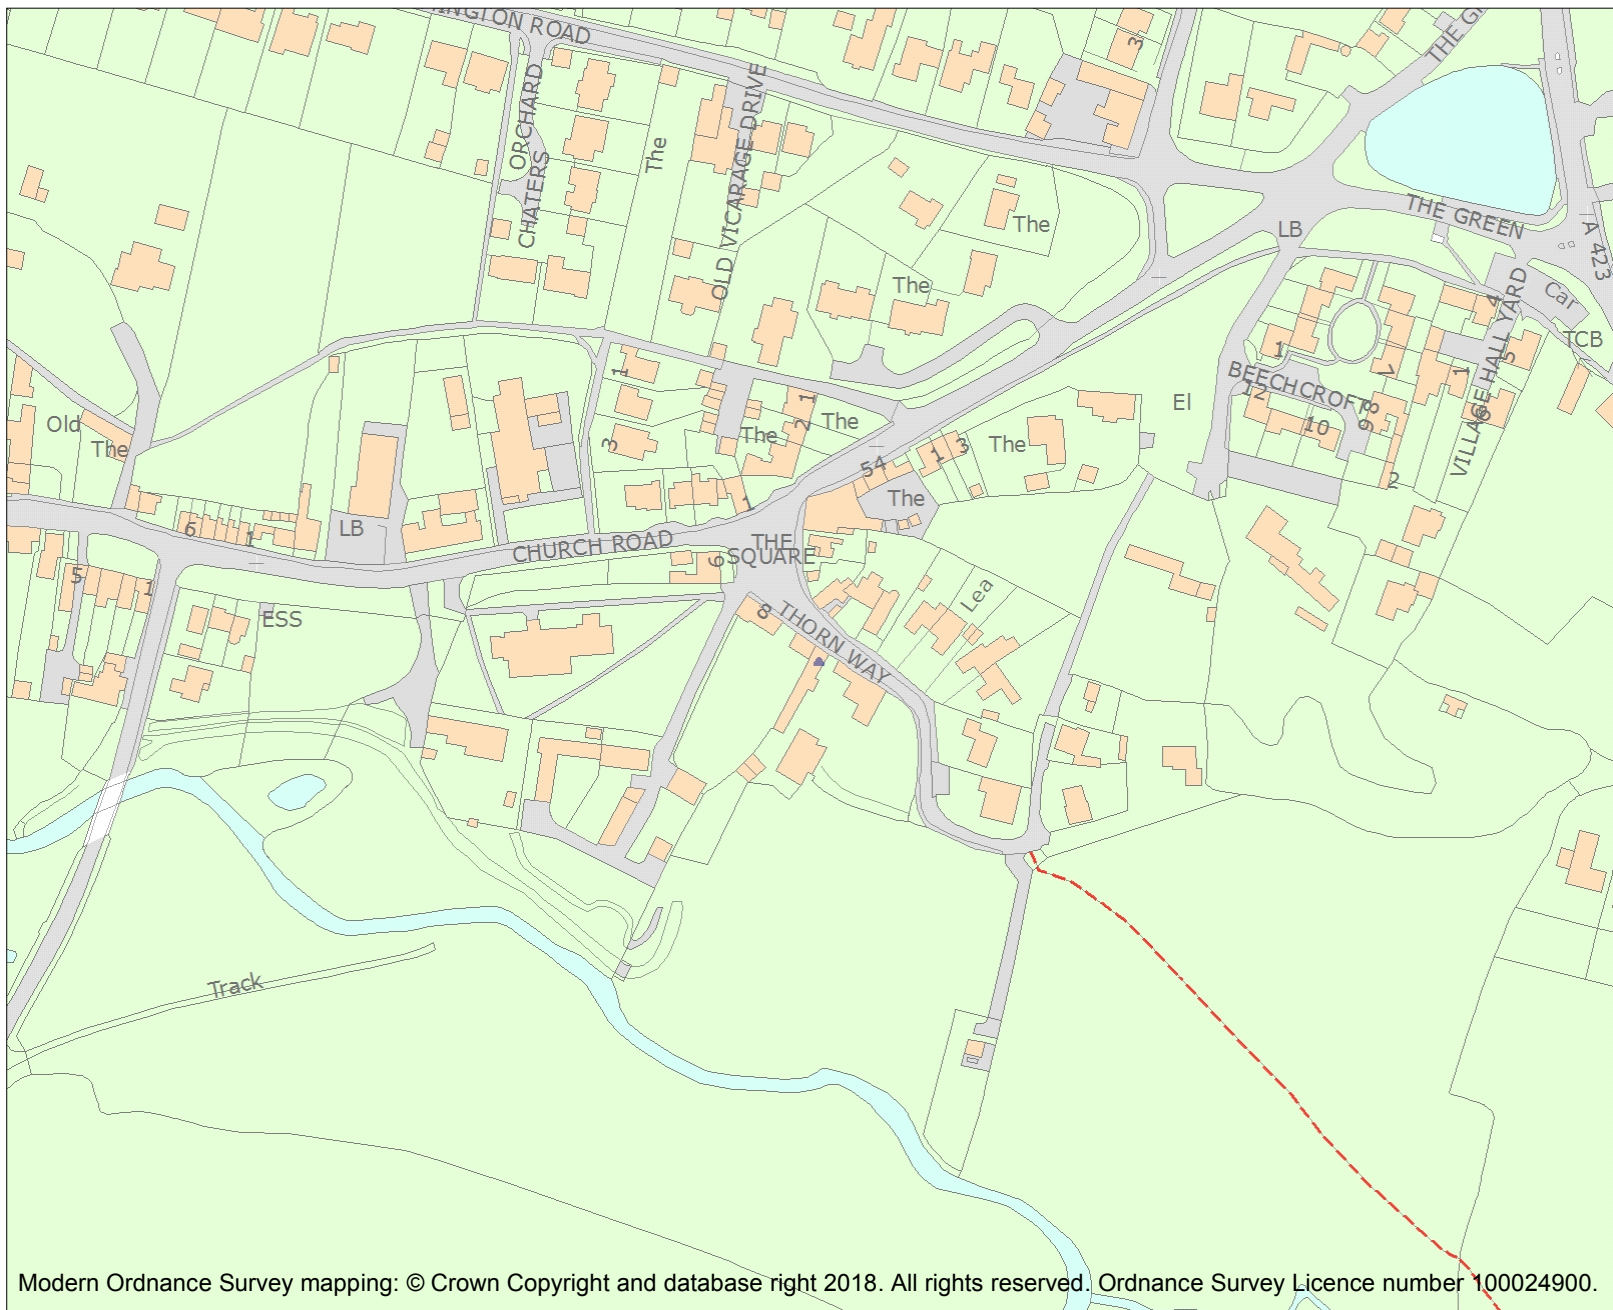 NGTON ROAD
THE G
3
ORCHARD
CHATERS
The
OLD VICARAGE DRIVE
The
LB
THE GREEN
A 423
The
Car
4
VILLAGE HALL YARD
TCB
1
5
1
7
1
BEECHCROFT
12
8
9
10
6
2
El
1
2
The
The
3
Old
The
54
1
3
The
The
1
6
1
LB
CHURCH ROAD
THE
SQUARE
6
5
1
ESS
8
THORN WAY
Lea
Track
Modern Ordnance Survey mapping: © Crown Copyright and database right 2018. All rights reserved. Ordnance Survey Licence number 100024900.